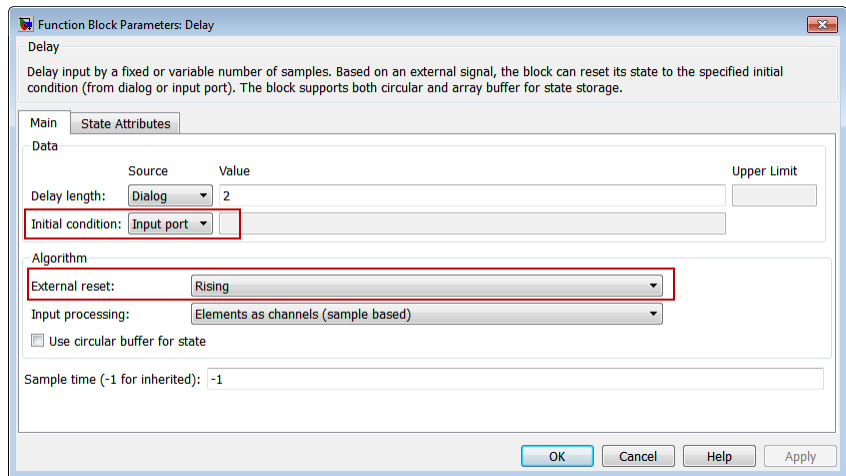 Function Block Parameters: Delay
Delay
Delay input by a fixed or variable number of samples. Based on an external signal, the block can reset its state to the specified initial
condition (from dialog or input port). The block supports both circular and array buffer for state storage.
Main State Attributes
Data
Source Value Upper Limit
Delay length: Dialog 2
Initial condition: Input port
Algorithm
External reset: Rising
Input processing: Elements as channels (sample based)
Use circular buffer for state
Sample time (-1 for inherited): -1
OK Cancel Help Apply